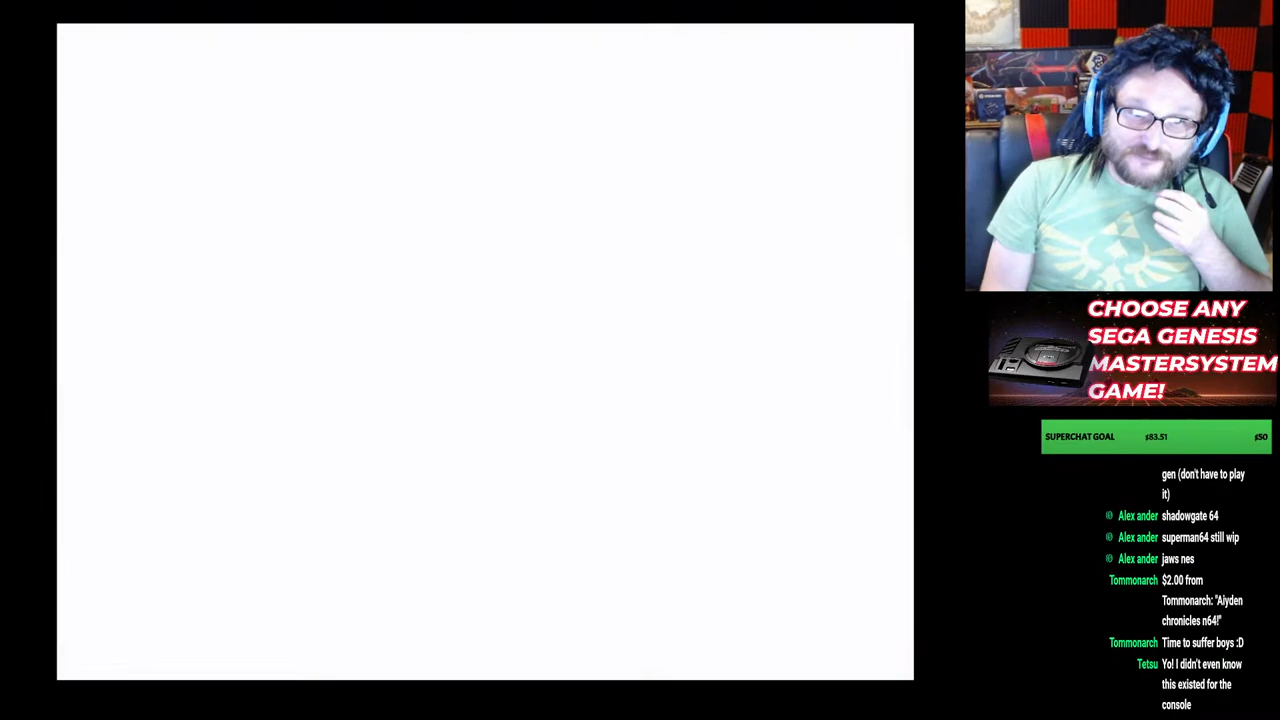 CHOOSE ANY
SEGA GENESIS
MASTERSYSTEM
GAME!
SUPERCHAT GOAL $83.51 $50
gen (don't have to play
it)
Alex ander shadowgate 64
Alex ander superman64 still wip
Alex ander jaws nes
Tommonarch $2.00 from
Tommonarch: "Aiyden
chronicles n64!"
Tommonarch Time to suffer boys :D
Tetsu Yo! I didn't even know
this existed for the
console